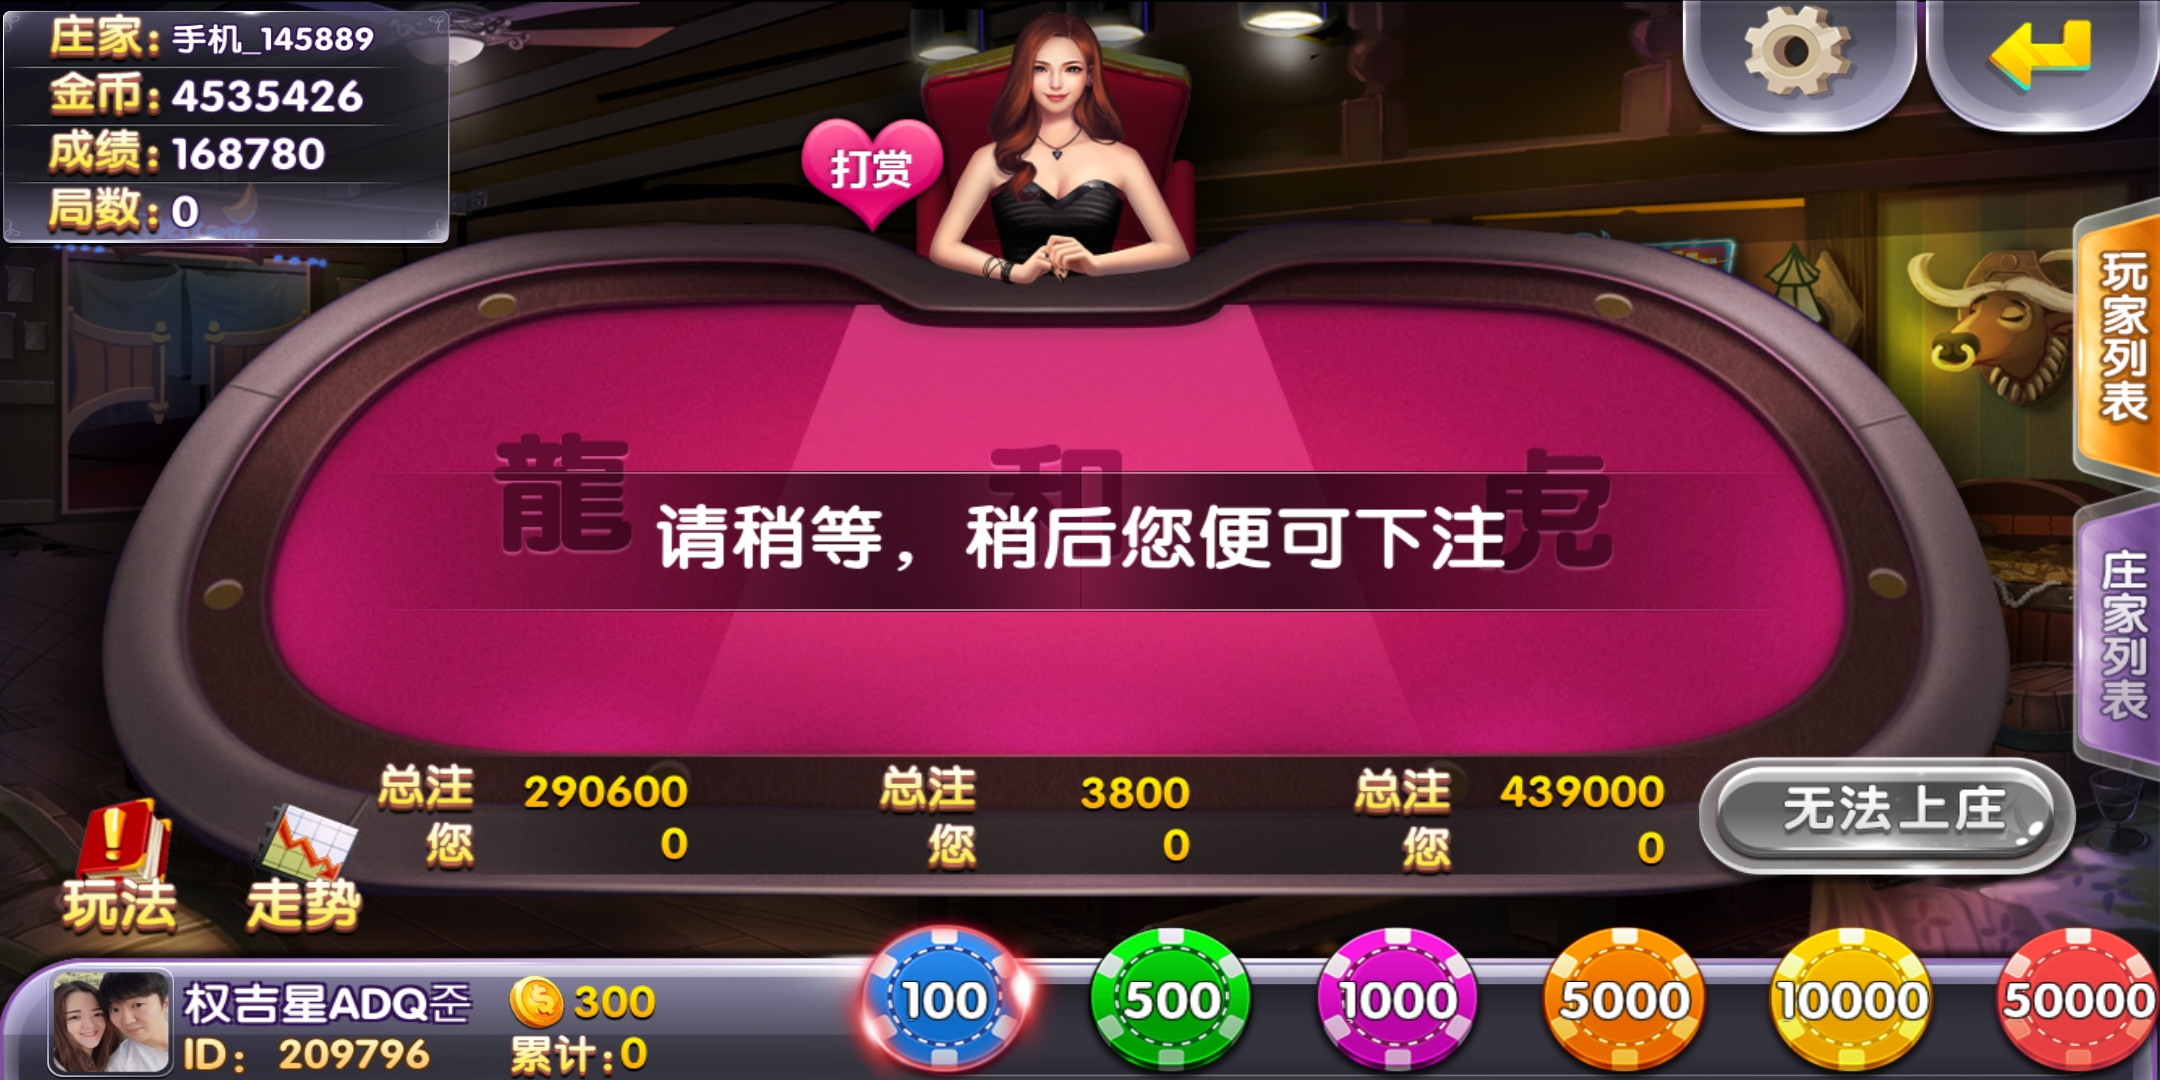 庄家: 手机_145889
金币: 4535426
成绩: 168780
局数: 0
打赏
玩家列表
庄家列表
龍 和 虎
请稍等，稍后您便可下注
总注 290600 总注 3800 总注 439000
您 0 您 0 您 0
无法上庄
玩法 走势
权吉星ADQ준 300
ID: 209796 累计:0
100 500 1000 5000 10000 50000